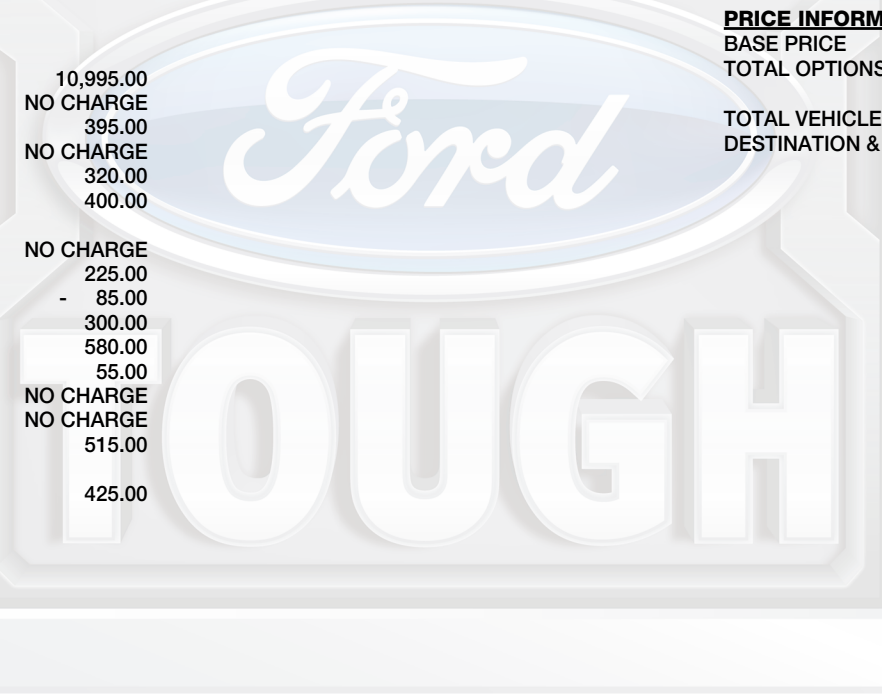 PRICE INFORM
BASE PRICE
TOTAL OPTIONS
TOTAL VEHICLE
DESTINATION &
10,995.00
NO CHARGE
395.00
NO CHARGE
320.00
400.00
NO CHARGE
225.00
- 85.00
300.00
580.00
55.00
NO CHARGE
NO CHARGE
515.00
425.00
Ford
TOUGH